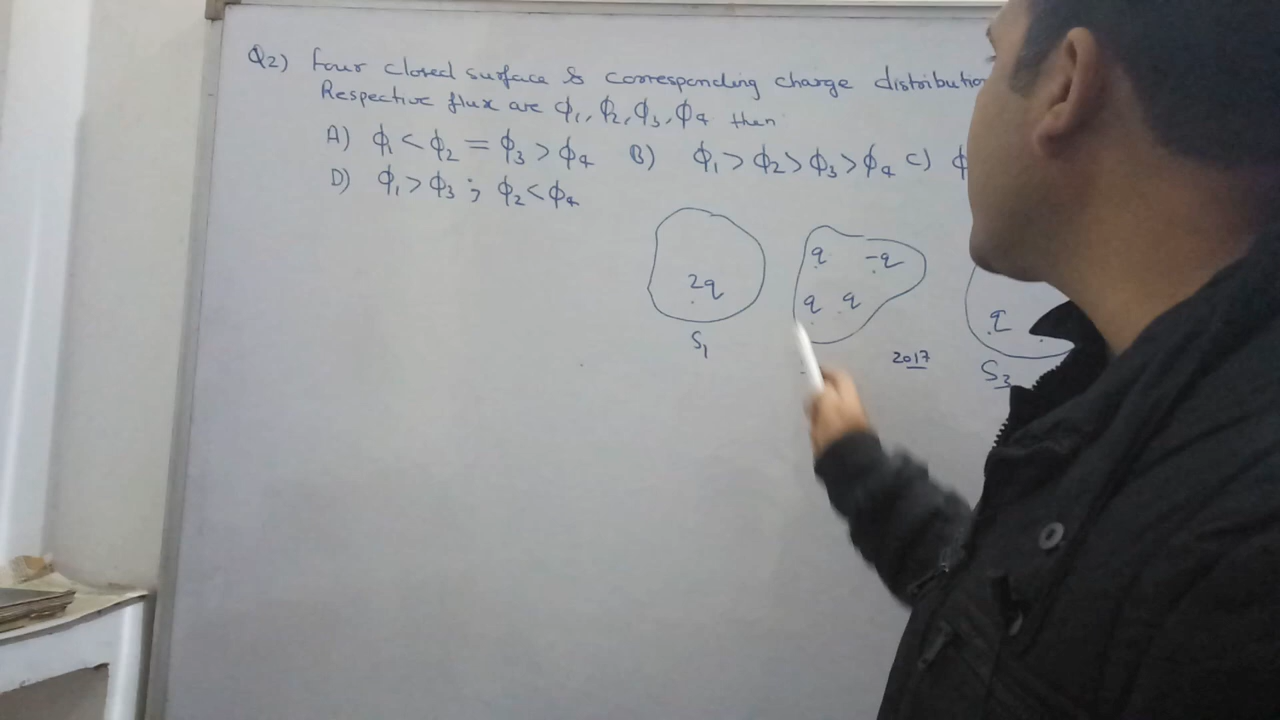 Q2) Four closed surface & corresponding charge distribution
Respective flux are ϕ₁, ϕ₂, ϕ₃, ϕ₄ then
A) ϕ₁ < ϕ₂ = ϕ₃ > ϕ₄ B) ϕ₁ > ϕ₂ > ϕ₃ > ϕ₄ C) ϕ
D) ϕ₁ > ϕ₃ ; ϕ₂ < ϕ₄
q -q
2q q q q
S₁ 2017 S₃